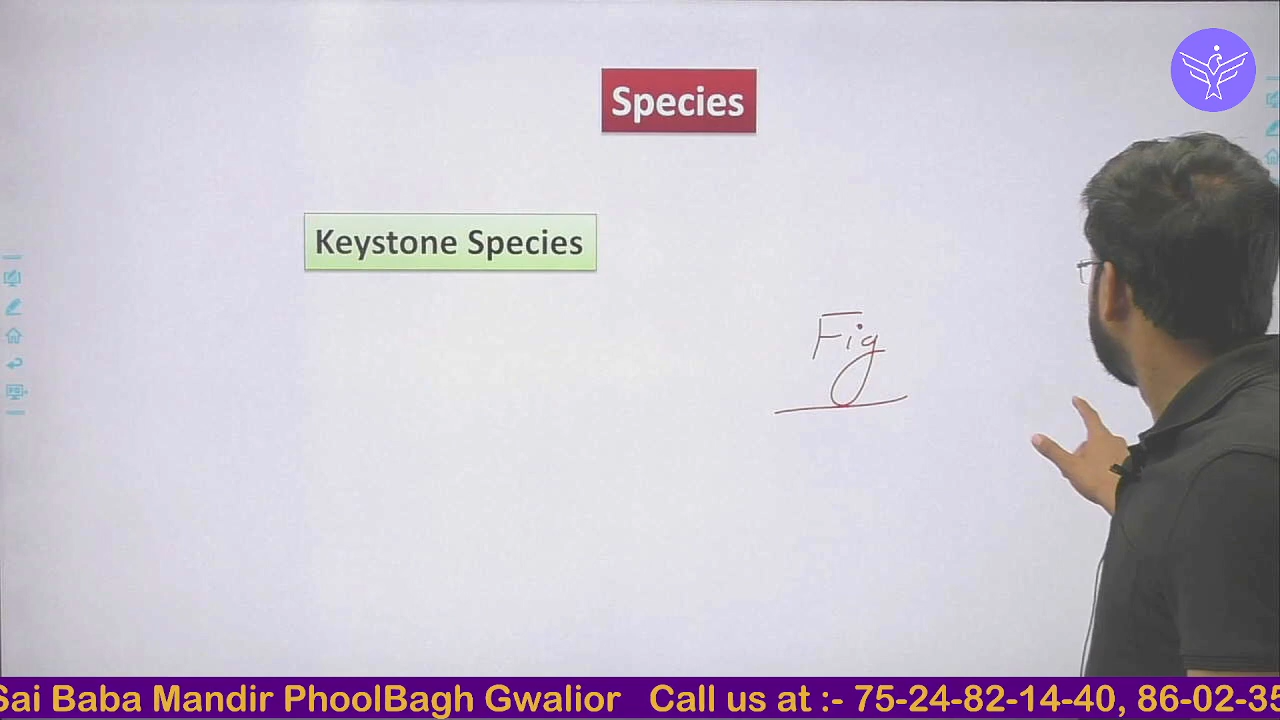 Species
Keystone Species
Fig
Sai Baba Mandir PhoolBagh Gwalior Call us at :- 75-24-82-14-40, 86-02-35